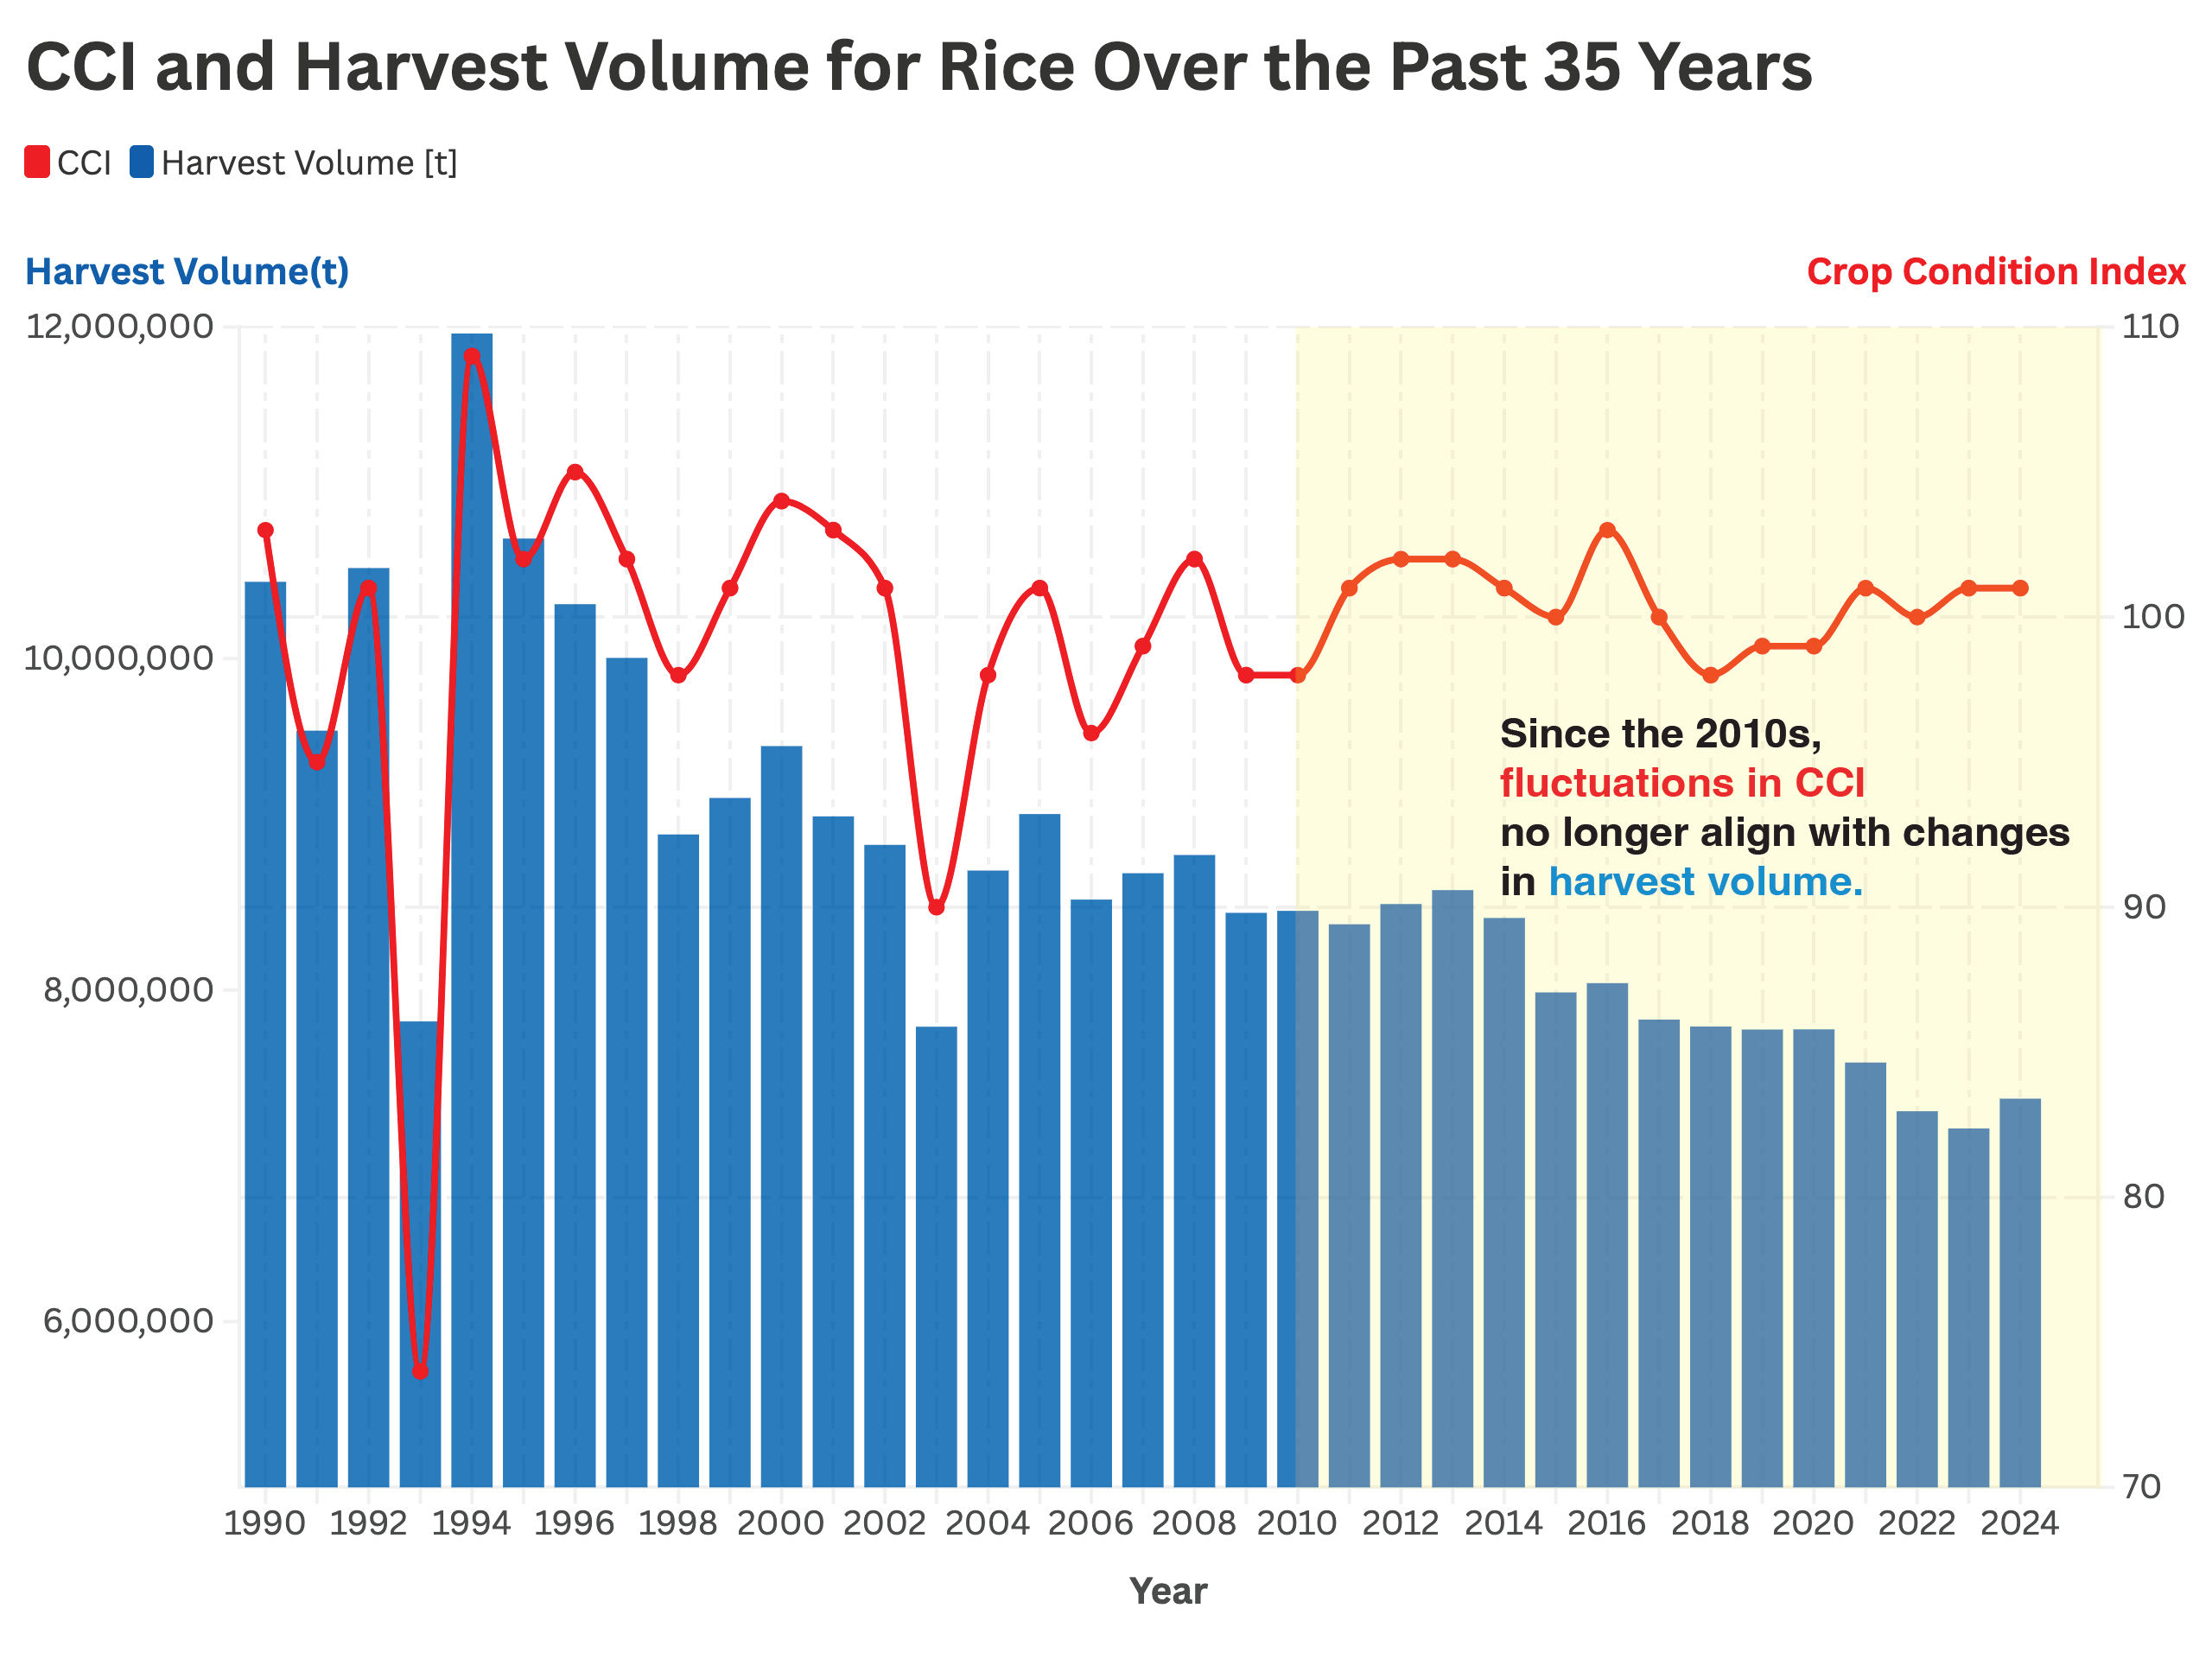 CCI and Harvest Volume for Rice Over the Past 35 Years
CCI Harvest Volume [t]
Harvest Volume(t) Crop Condition Index
12,000,000 110
100
10,000,000
Since the 2010s,
fluctuations in CCI
no longer align with changes
in harvest volume.
90
8,000,000
80
6,000,000
70
1990 1992 1994 1996 1998 2000 2002 2004 2006 2008 2010 2012 2014 2016 2018 2020 2022 2024
Year